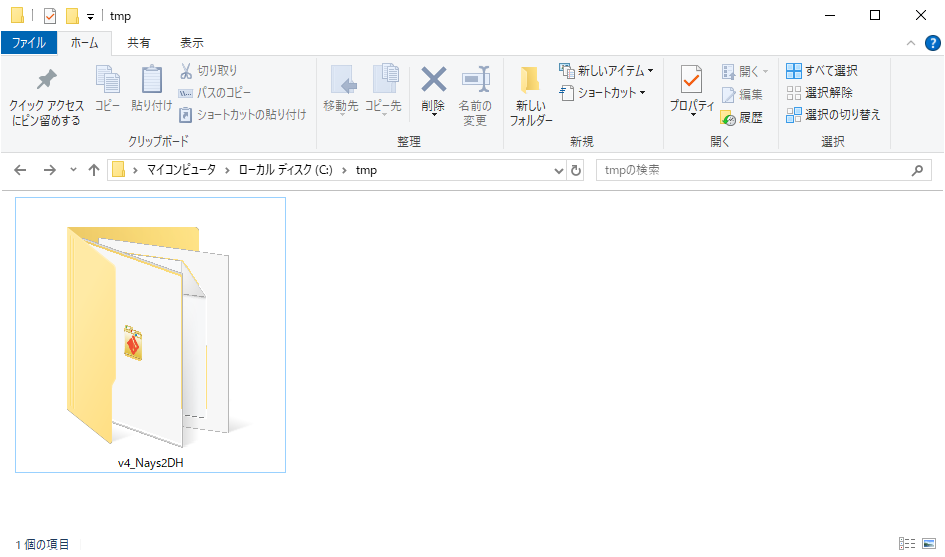 tmp
ファイル ホーム 共有 表示
クイック アクセス
にピン留めする
コピー
貼り付け
切り取り
パスのコピー
ショートカットの貼り付け
クリップボード
移動先
コピー先
削除
名前の
変更
整理
新しい
フォルダー
新しいアイテム
ショートカット
新規
プロパティ
開く
編集
履歴
開く
すべて選択
選択解除
選択の切り替え
選択
マイコンピュータ › ローカル ディスク (C:) › tmp
tmpの検索
v4_Nays2DH
1 個の項目